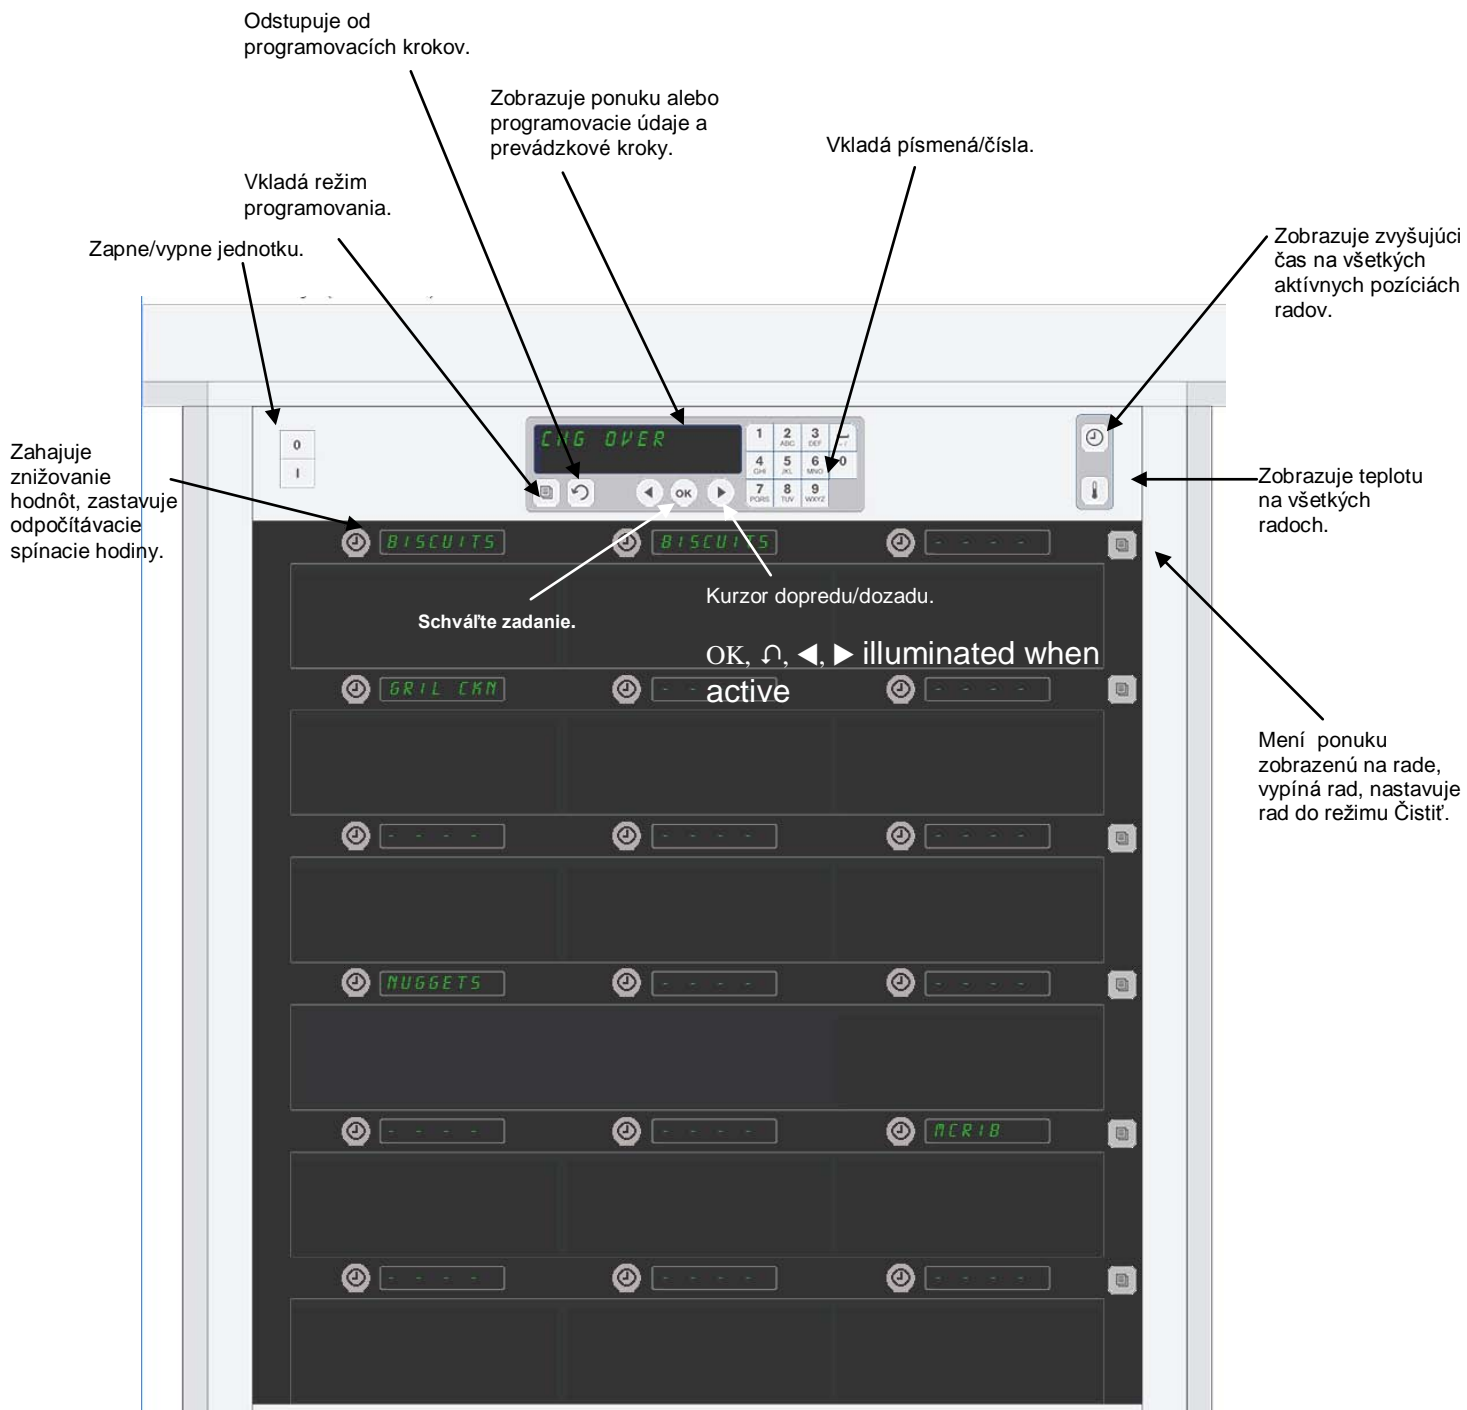 Odstupuje od
programovacích krokov.
Zobrazuje ponuku alebo
programovacie údaje a
prevádzkové kroky.
Vkladá písmená/čísla.
Vkladá režim
programovania.
Zapne/vypne jednotku.
Zobrazuje zvyšujúci
čas na všetkých
aktívnych pozíciách
radov.
Zahajuje
znižovanie
hodnôt, zastavuje
odpočítávacie
spínacie hodiny.
Zobrazuje teplotu
na všetkých
radoch.
0
I
CHG OVER
1 2 3
ABC DEF - /
4 5 6 0
GHI JKL MNO
7 8 9
PQRS TUV WXYZ
OK
BISCUITS BISCUITS - - - -
Schváľte zadanie.
Kurzor dopredu/dozadu.
OK, ↶, ◀, ▶ illuminated when
active
GRIL CKN - - - - - - - -
Mení ponuku
zobrazenú na rade,
vypíná rad, nastavuje
rad do režimu Čistiť.
- - - - - - - - - - - -
NUGGETS - - - - - - - -
- - - - - - - - MCRIB
- - - - - - - - - - - -